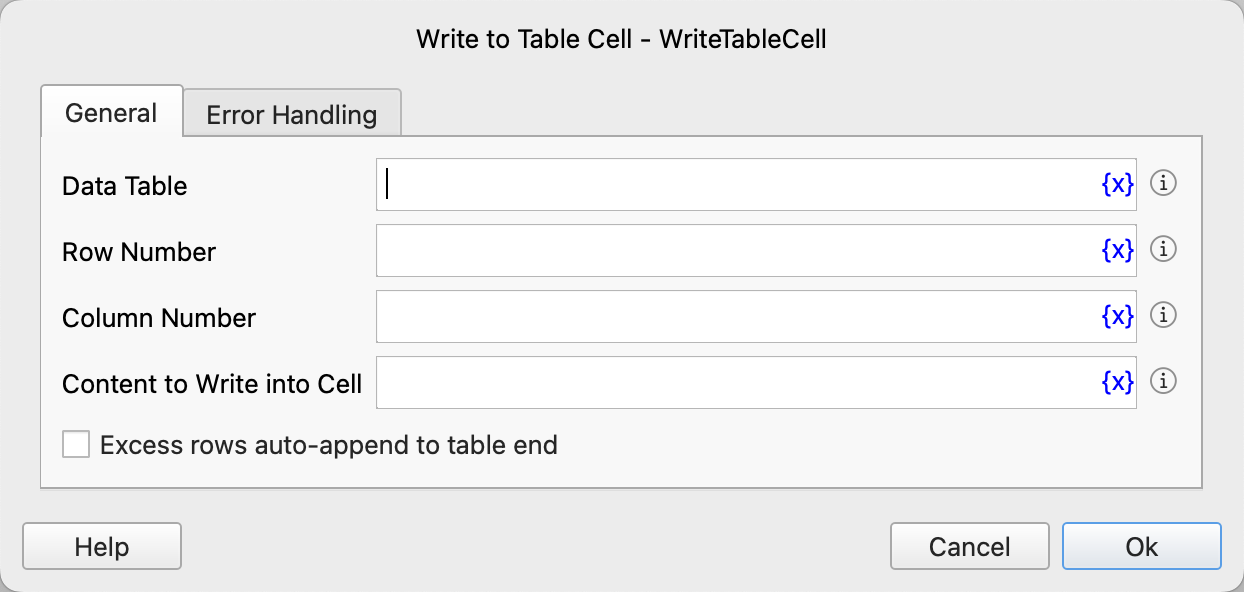 Write to Table Cell - WriteTableCell
General
Error Handling
Data Table {x} i
Row Number {x} i
Column Number {x} i
Content to Write into Cell {x} i
Excess rows auto-append to table end
Help
Cancel
Ok